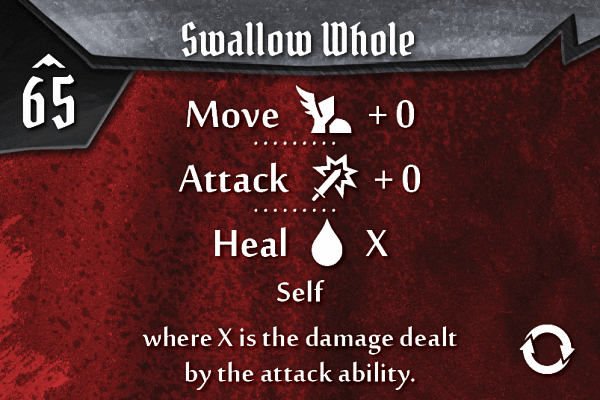 Swallow Whole
65
Move + 0
Attack + 0
Heal X
Self
where X is the damage dealt
by the attack ability.